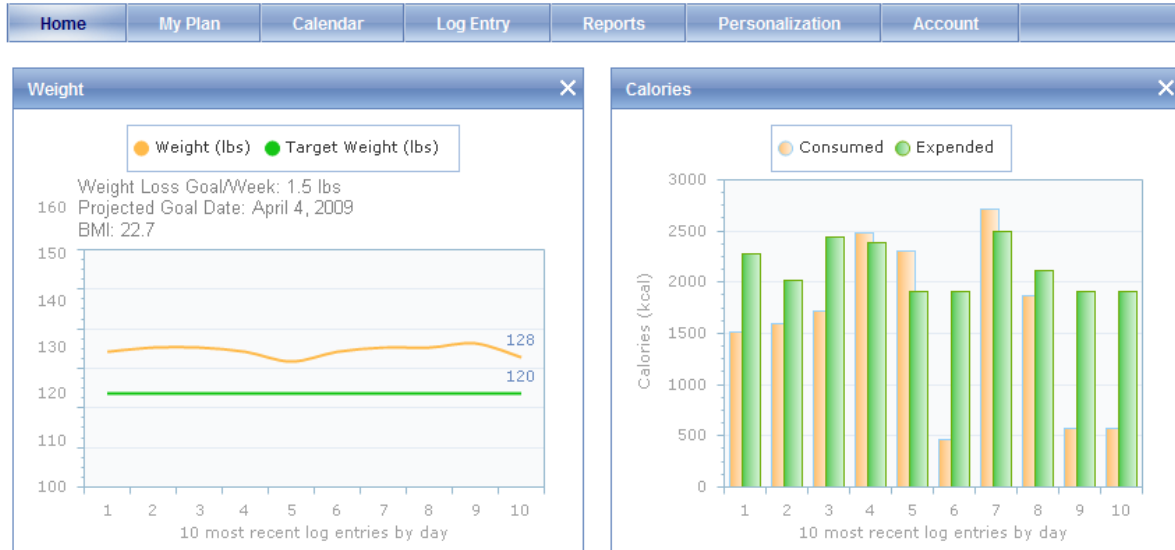 Home My Plan Calendar Log Entry Reports Personalization Account
Weight
Weight (lbs) Target Weight (lbs)
Weight Loss Goal/Week: 1.5 lbs
160 Projected Goal Date: April 4, 2009
BMI: 22.7
150
140
130
128
120
120
110
100
1 2 3 4 5 6 7 8 9 10
10 most recent log entries by day
Calories
Consumed Expended
3000
2500
2000
1500
1000
500
0
Calories (kcal)
1 2 3 4 5 6 7 8 9 10
10 most recent log entries by day